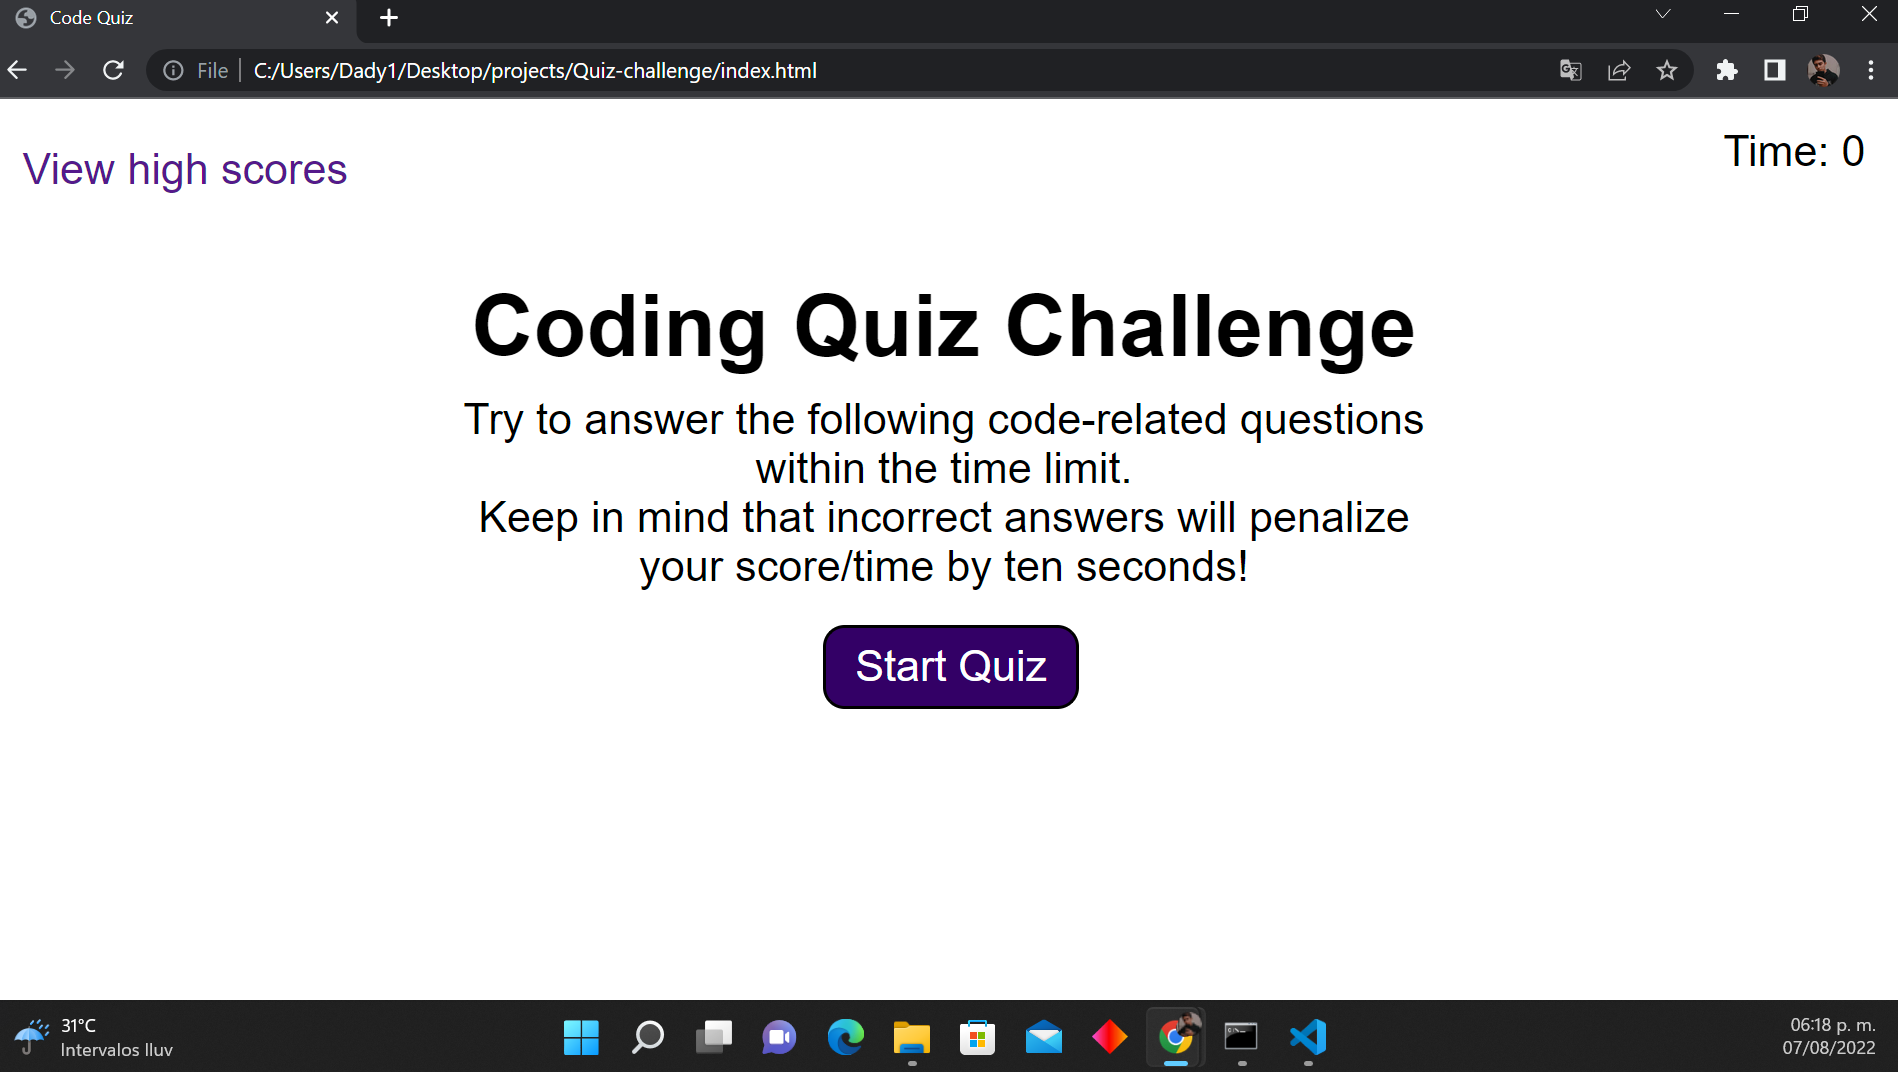 Code Quiz
File
C:/Users/Dady1/Desktop/projects/Quiz-challenge/index.html
View high scores
Time: 0
Coding Quiz Challenge
Try to answer the following code-related questions
within the time limit.
Keep in mind that incorrect answers will penalize
your score/time by ten seconds!
Start Quiz
31°C
Intervalos lluv
06:18 p. m.
07/08/2022